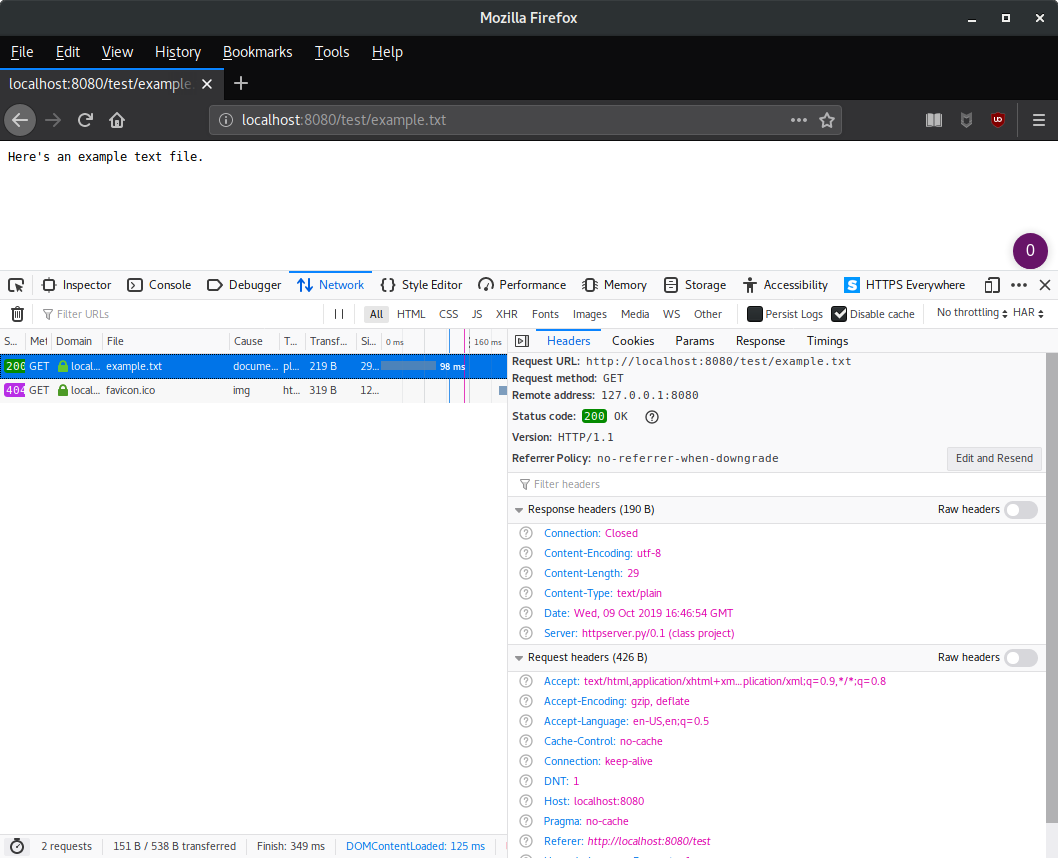 Mozilla Firefox
File Edit View History Bookmarks Tools Help
localhost:8080/test/example
localhost:8080/test/example.txt
Here's an example text file.
0
Inspector Console Debugger Network Style Editor Performance Memory Storage Accessibility S HTTPS Everywhere
Filter URLs All HTML CSS JS XHR Fonts Images Media WS Other Persist Logs Disable cache No throttling HAR
S... Met Domain File Cause T... Transf... Si... 0 ms 160 ms
200 GET local... example.txt docume... pl... 219 B 29... 98 ms
404 GET local... favicon.ico img ht... 319 B 12...
Headers Cookies Params Response Timings
Request URL: http://localhost:8080/test/example.txt
Request method: GET
Remote address: 127.0.0.1:8080
Status code: 200 OK
Version: HTTP/1.1
Referrer Policy: no-referrer-when-downgrade Edit and Resend
Filter headers
Response headers (190 B) Raw headers
Connection: Closed
Content-Encoding: utf-8
Content-Length: 29
Content-Type: text/plain
Date: Wed, 09 Oct 2019 16:46:54 GMT
Server: httpserver.py/0.1 (class project)
Request headers (426 B) Raw headers
Accept: text/html,application/xhtml+xm...plication/xml;q=0.9,*/*;q=0.8
Accept-Encoding: gzip, deflate
Accept-Language: en-US,en;q=0.5
Cache-Control: no-cache
Connection: keep-alive
DNT: 1
Host: localhost:8080
Pragma: no-cache
Referer: http://localhost:8080/test
2 requests 151 B / 538 B transferred Finish: 349 ms DOMContentLoaded: 125 ms